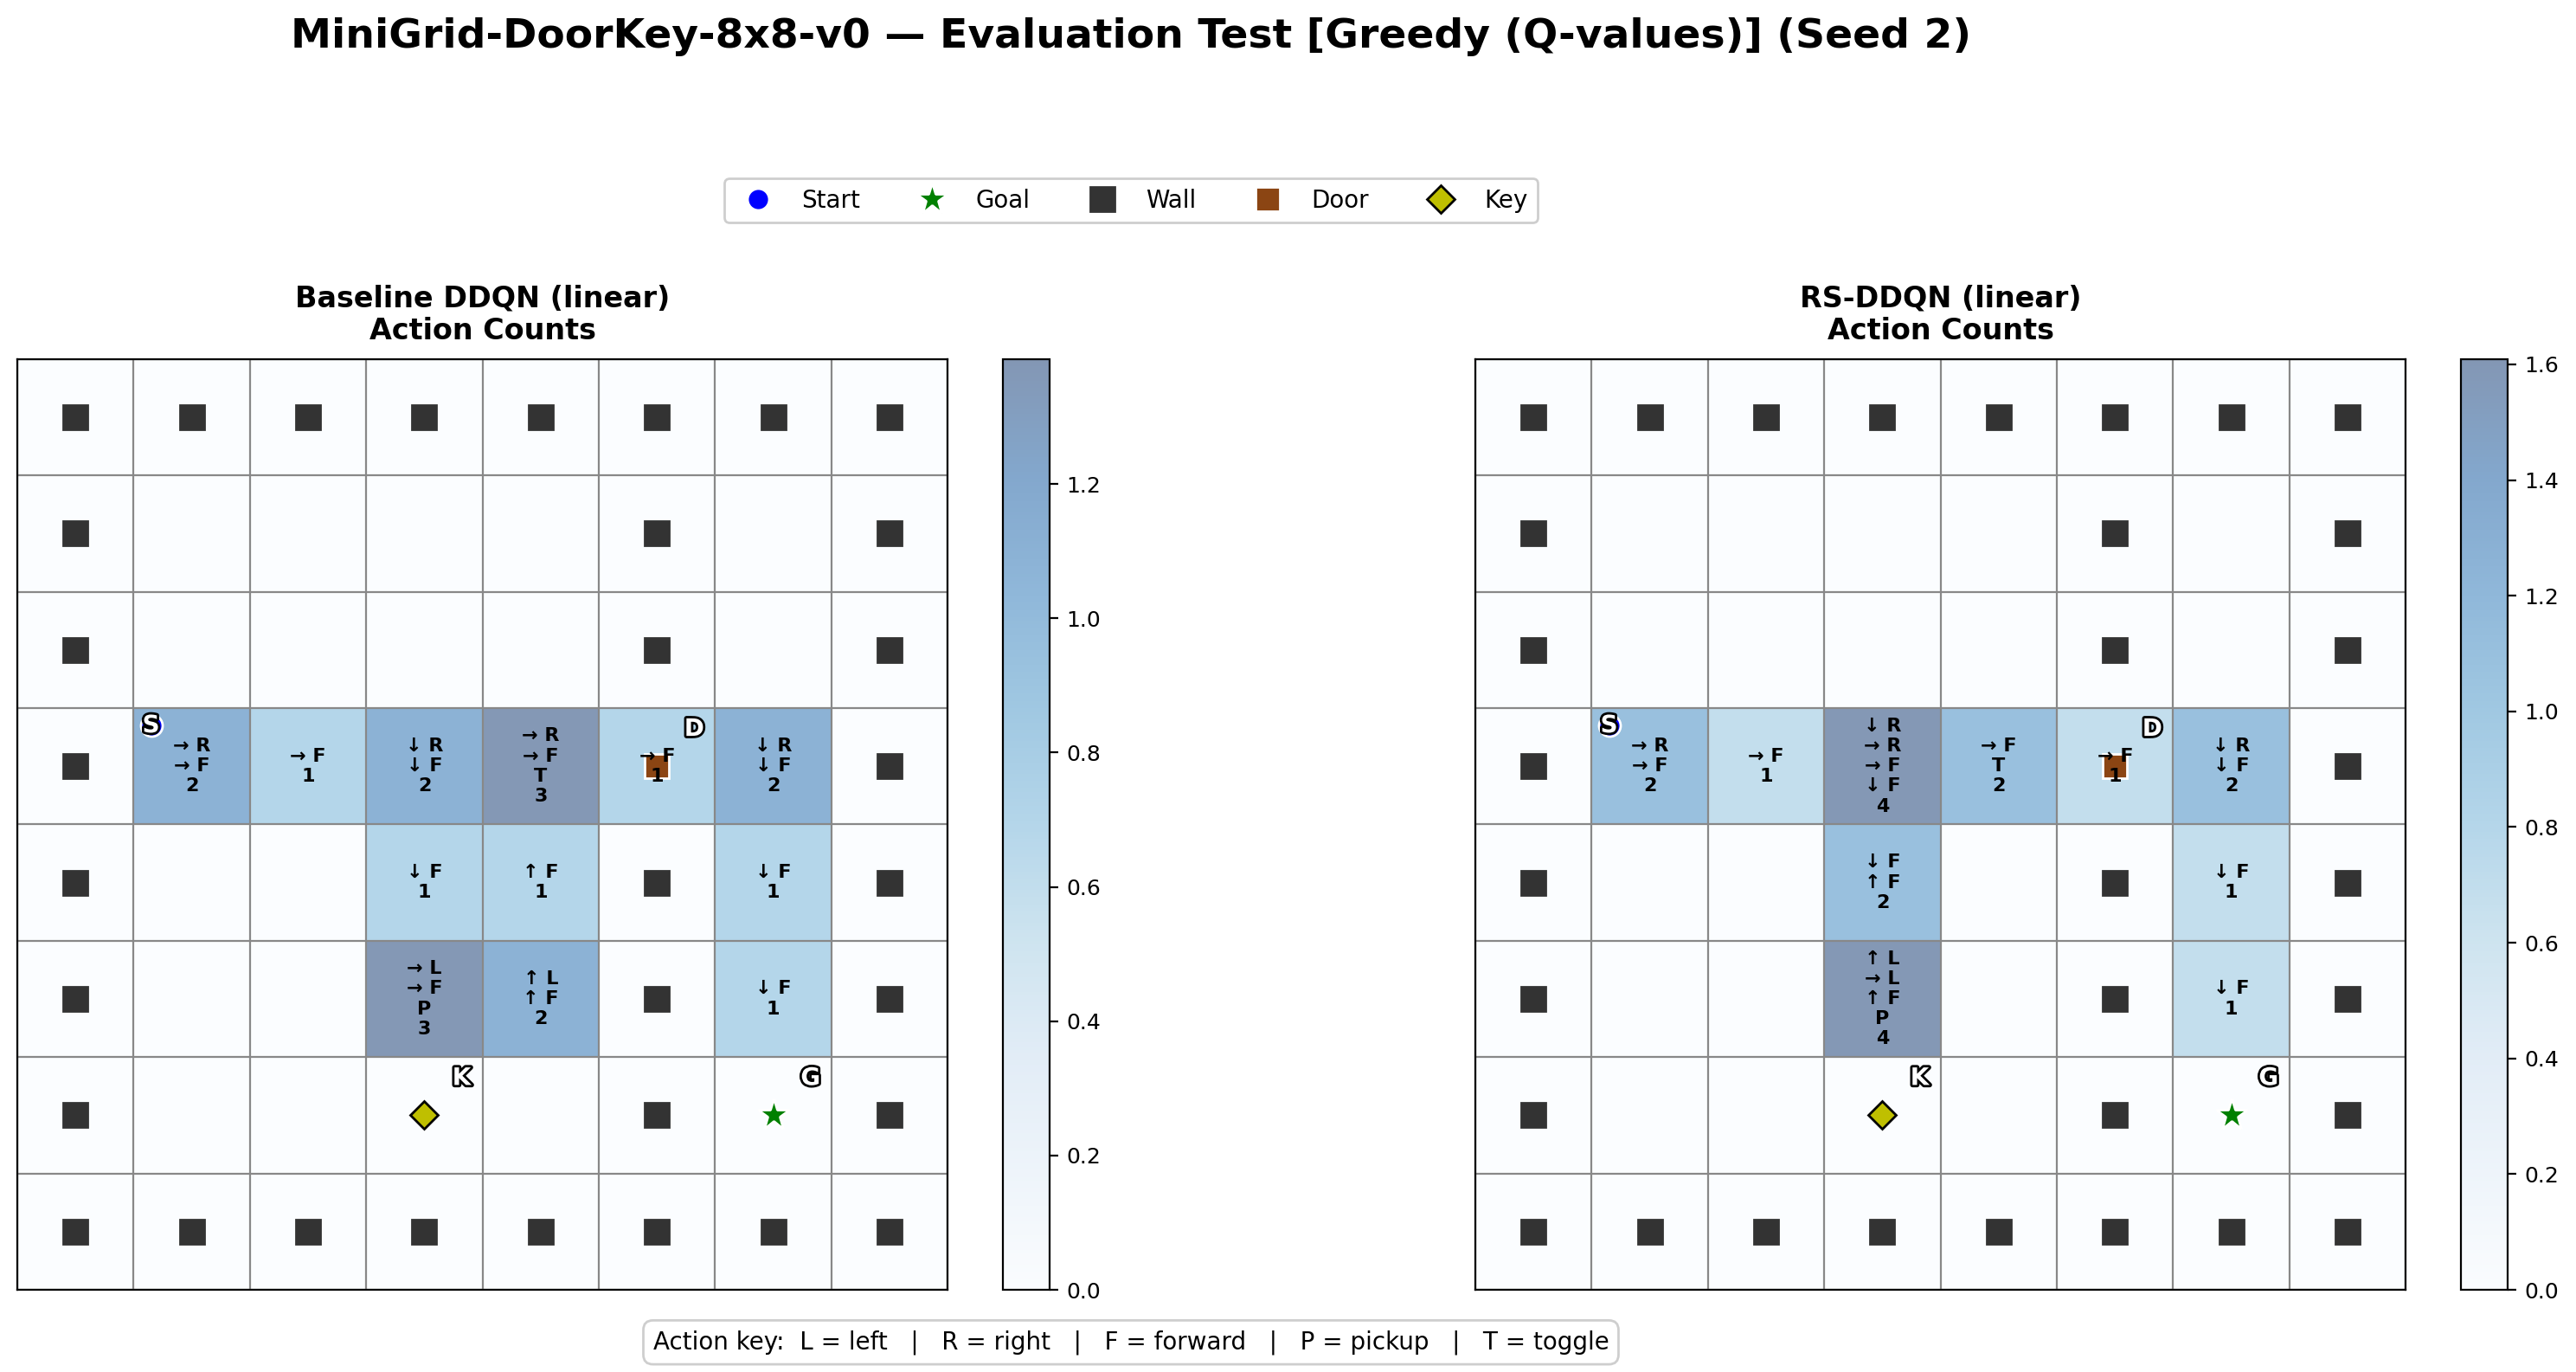 MiniGrid-DoorKey-8x8-v0 — Evaluation Test [Greedy (Q-values)] (Seed 2)
Start Goal Wall Door Key
Baseline DDQN (linear)
Action Counts
S
→ R
→ F
2
→ F
1
↓ R
↓ F
2
→ R
→ F
T
3
D
→ F
1
↓ R
↓ F
2
↓ F
1
↑ F
1
↓ F
1
→ L
→ F
P
3
↑ L
↑ F
2
↓ F
1
K
G
1.2
1.0
0.8
0.6
0.4
0.2
0.0
RS-DDQN (linear)
Action Counts
S
→ R
→ F
2
→ F
1
↓ R
→ R
→ F
↓ F
4
→ F
T
2
D
→ F
1
↓ R
↓ F
2
↓ F
↑ F
2
↓ F
1
↑ L
→ L
↑ F
P
4
↓ F
1
K
G
1.6
1.4
1.2
1.0
0.8
0.6
0.4
0.2
0.0
Action key: L = left | R = right | F = forward | P = pickup | T = toggle